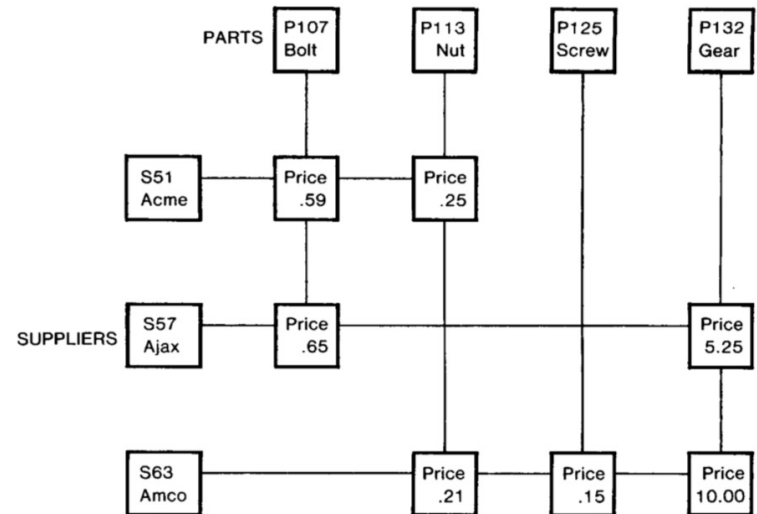 PARTS
P107
Bolt
P113
Nut
P125
Screw
P132
Gear
S51
Acme
Price
.59
Price
.25
SUPPLIERS
S57
Ajax
Price
.65
Price
5.25
S63
Amco
Price
.21
Price
.15
Price
10.00